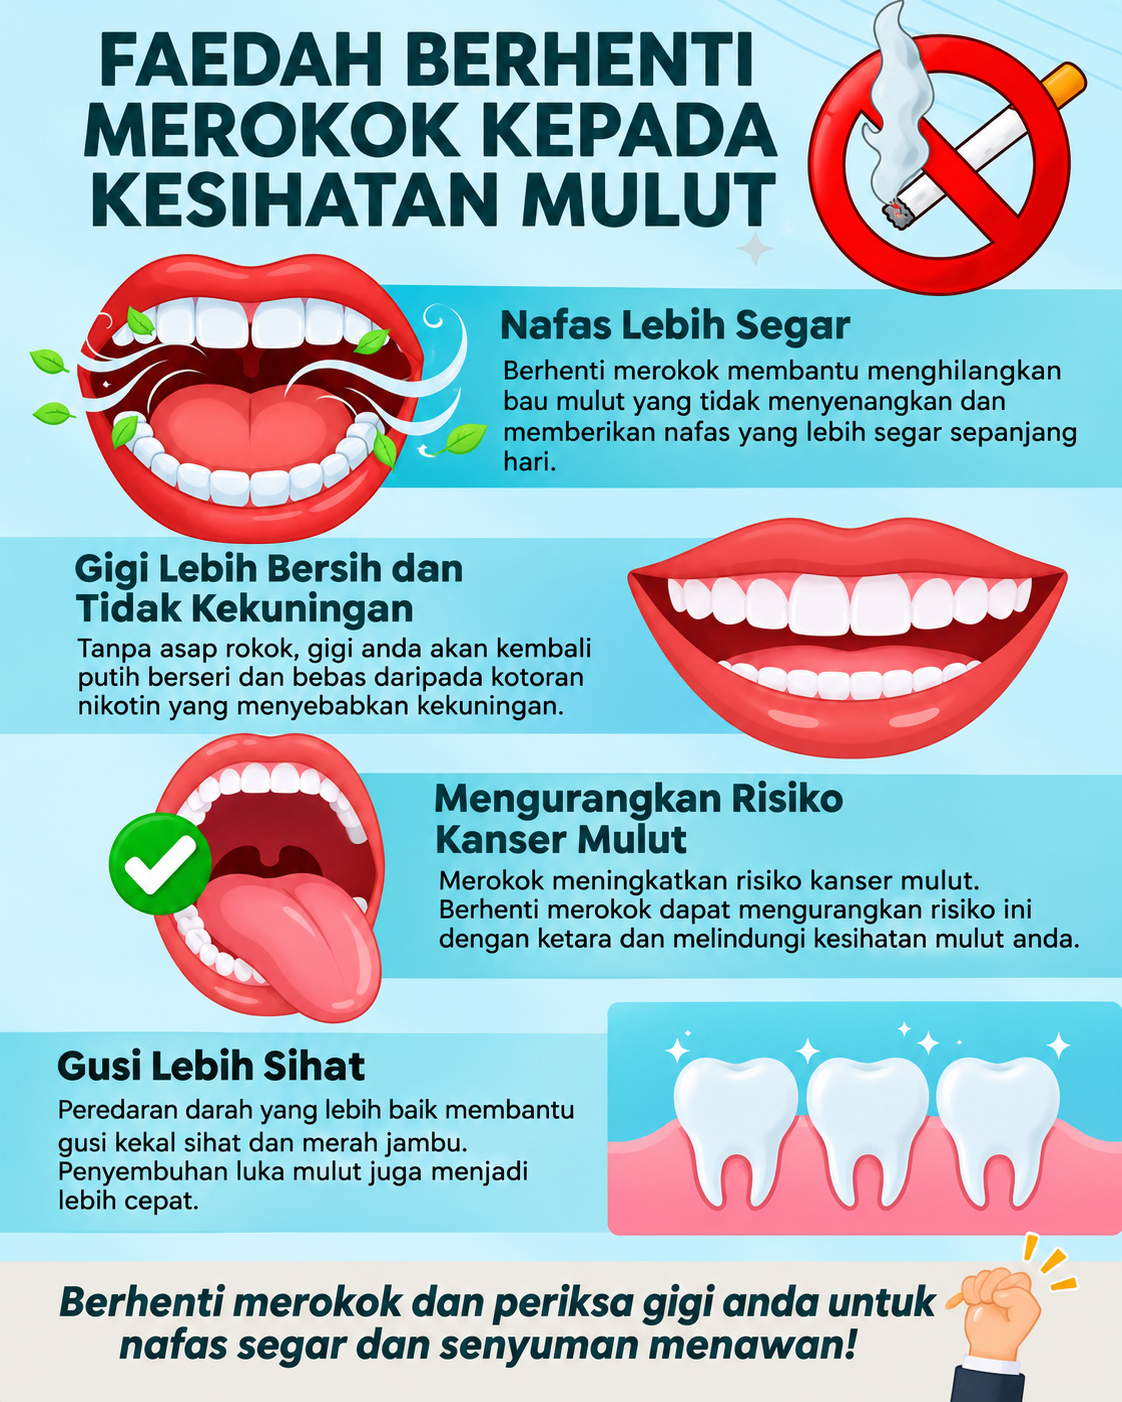 FAEDAH BERHENTI
MEROKOK KEPADA
KESIHATAN MULUT
Nafas Lebih Segar
Berhenti merokok membantu menghilangkan
bau mulut yang tidak menyenangkan dan
memberikan nafas yang lebih segar sepanjang
hari.
Gigi Lebih Bersih dan
Tidak Kekuningan
Tanpa asap rokok, gigi anda akan kembali
putih berseri dan bebas daripada kotoran
nikotin yang menyebabkan kekuningan.
Mengurangkan Risiko
Kanser Mulut
Merokok meningkatkan risiko kanser mulut.
Berhenti merokok dapat mengurangkan risiko ini
dengan ketara dan melindungi kesihatan mulut anda.
Gusi Lebih Sihat
Peredaran darah yang lebih baik membantu
gusi kekal sihat dan merah jambu.
Penyembuhan luka mulut juga menjadi
lebih cepat.
Berhenti merokok dan periksa gigi anda untuk
nafas segar dan senyuman menawan!